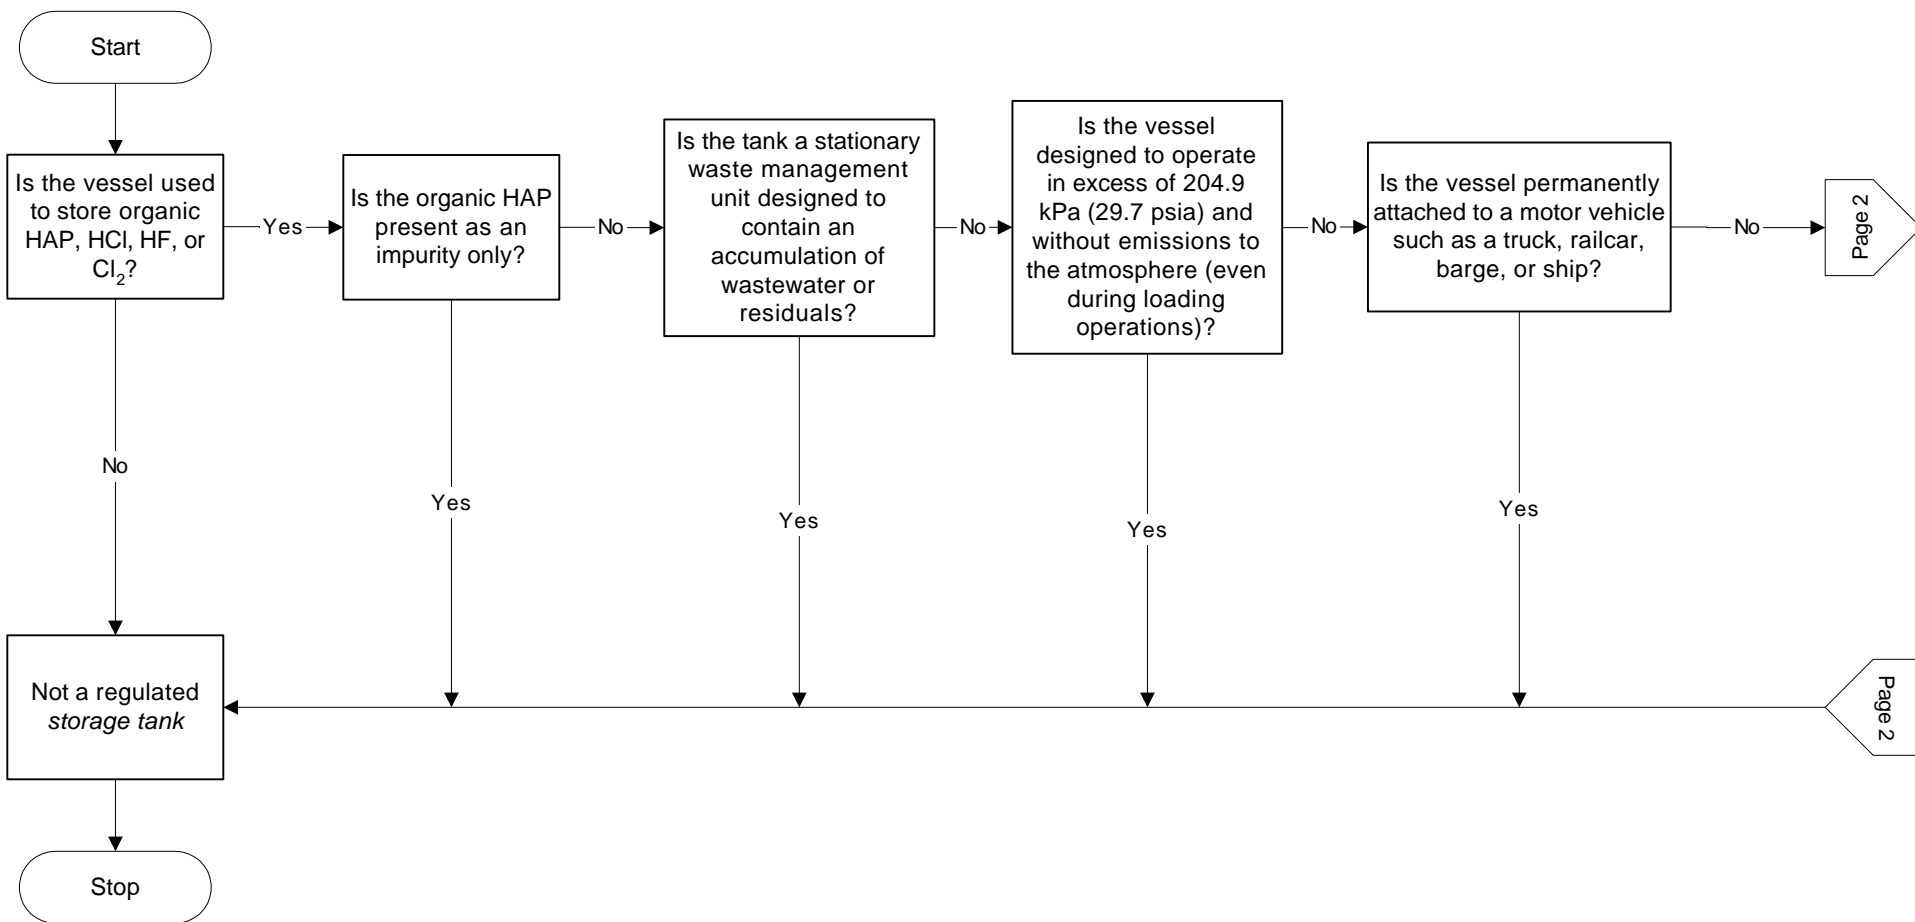 Start
Is the vessel used
to store organic
HAP, HCl, HF, or
Cl₂?
Yes
Is the organic HAP
present as an
impurity only?
No
Is the tank a stationary
waste management
unit designed to
contain an
accumulation of
wastewater or
residuals?
No
Is the vessel
designed to operate
in excess of 204.9
kPa (29.7 psia) and
without emissions to
the atmosphere (even
during loading
operations)?
No
Is the vessel permanently
attached to a motor vehicle
such as a truck, railcar,
barge, or ship?
No
Page 2
No
Yes
Yes
Yes
Yes
Not a regulated
storage tank
Page 2
Stop